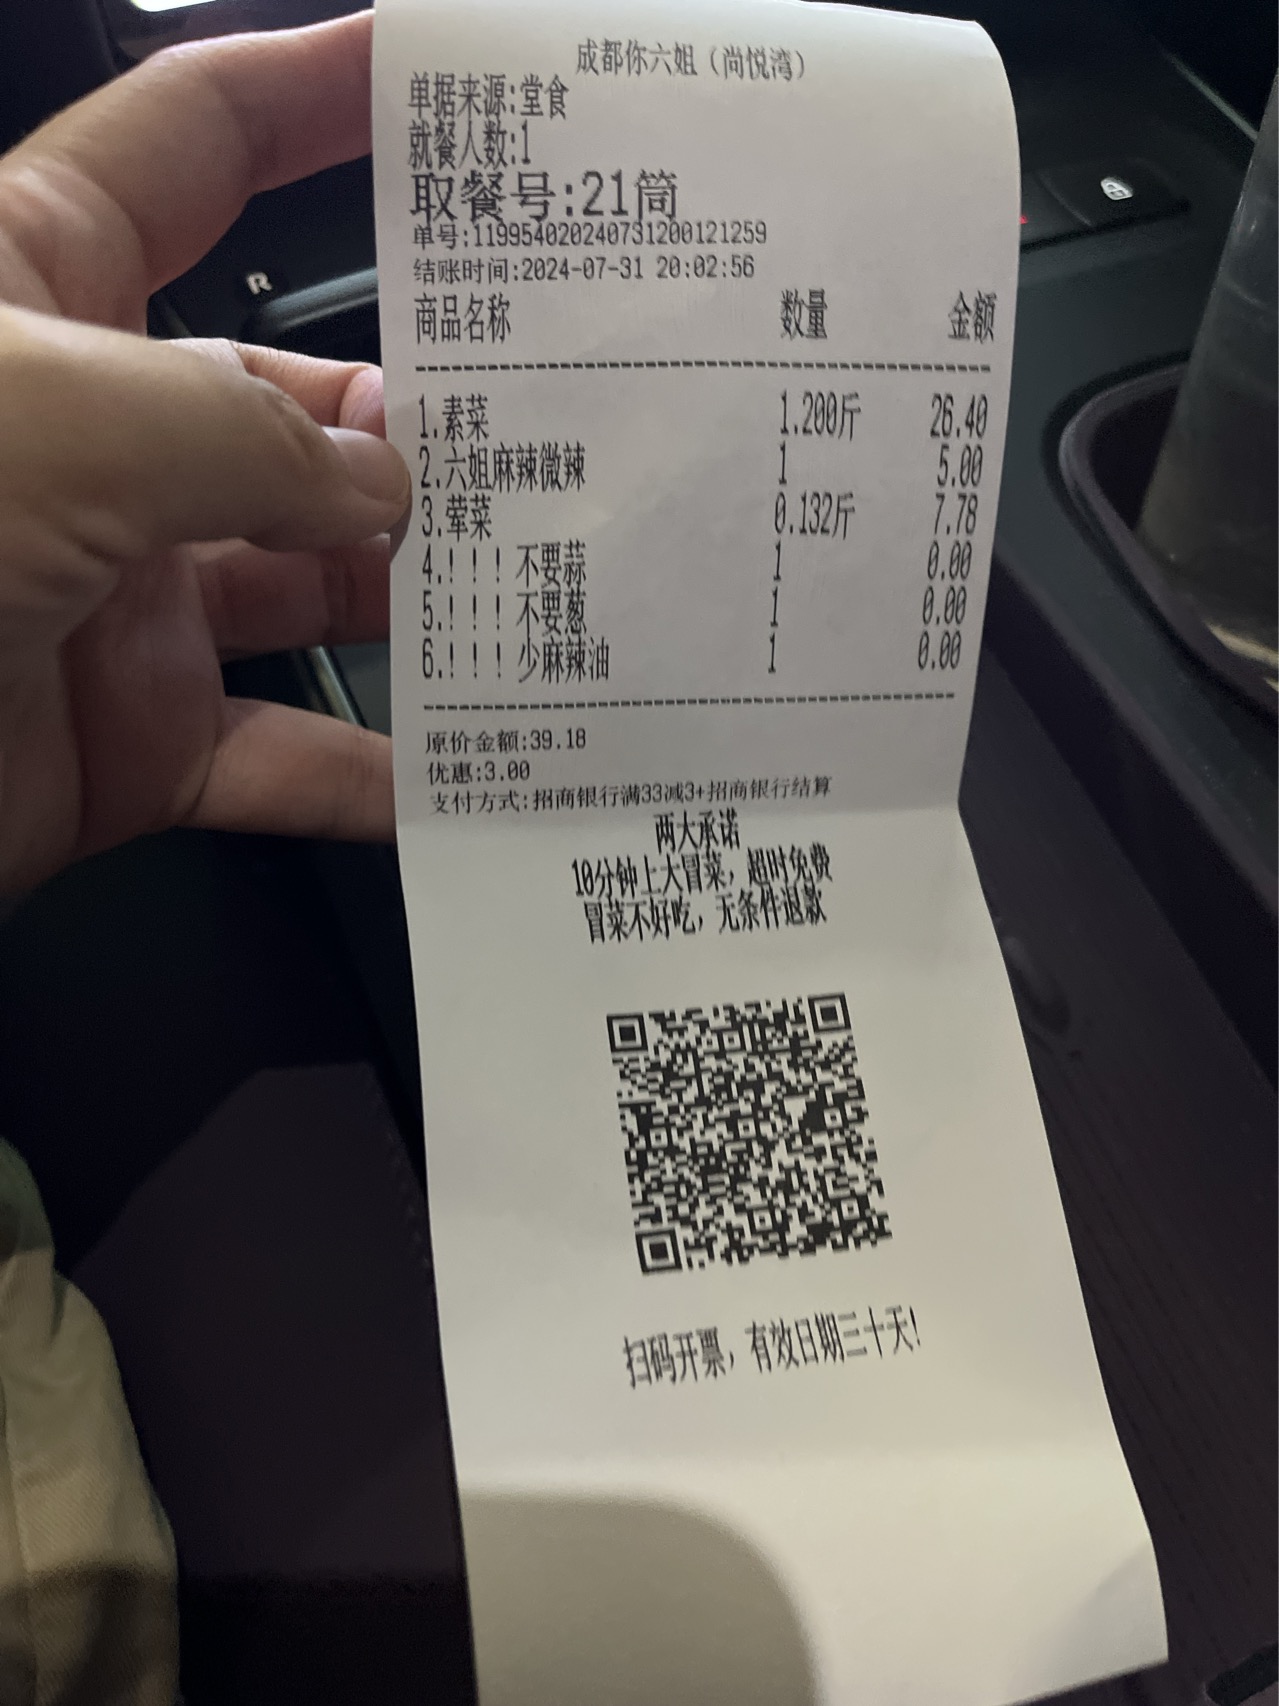 成都你六姐（尚悦湾）
单据来源:堂食
就餐人数:1
取餐号:21筒
单号:119954020240731200121259
结账时间:2024-07-31 20:02:56
商品名称 数量 金额
1.素菜 1.200斤 26.40
2.六姐麻辣微辣 1 5.00
3.荤菜 0.132斤 7.78
4.!!! 不要蒜 1 0.00
5.!!! 不要葱 1 0.00
6.!!! 少麻辣油 1 0.00
原价金额:39.18
优惠:3.00
支付方式:招商银行满33减3+招商银行结算
两大承诺
10分钟上大冒菜，超时免费
冒菜不好吃，无条件退款
扫码开票，有效日期三十天!
R